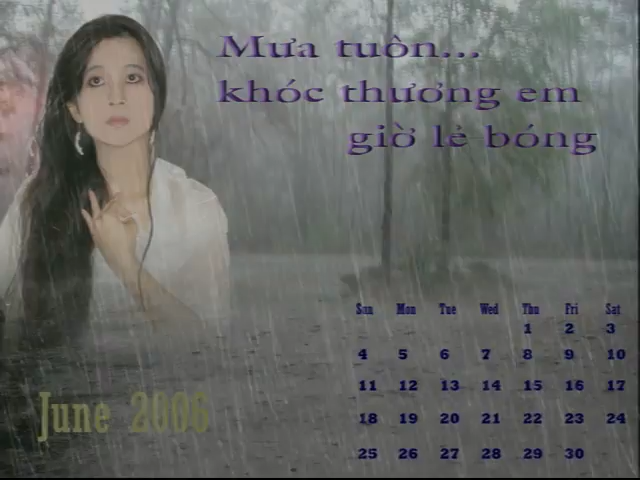 Mưa tuôn...
khóc thương em
giờ lẻ bóng
Sun Mon Tue Wed Thu Fri Sat
1 2 3
4 5 6 7 8 9 10
11 12 13 14 15 16 17
18 19 20 21 22 23 24
25 26 27 28 29 30
June 2006